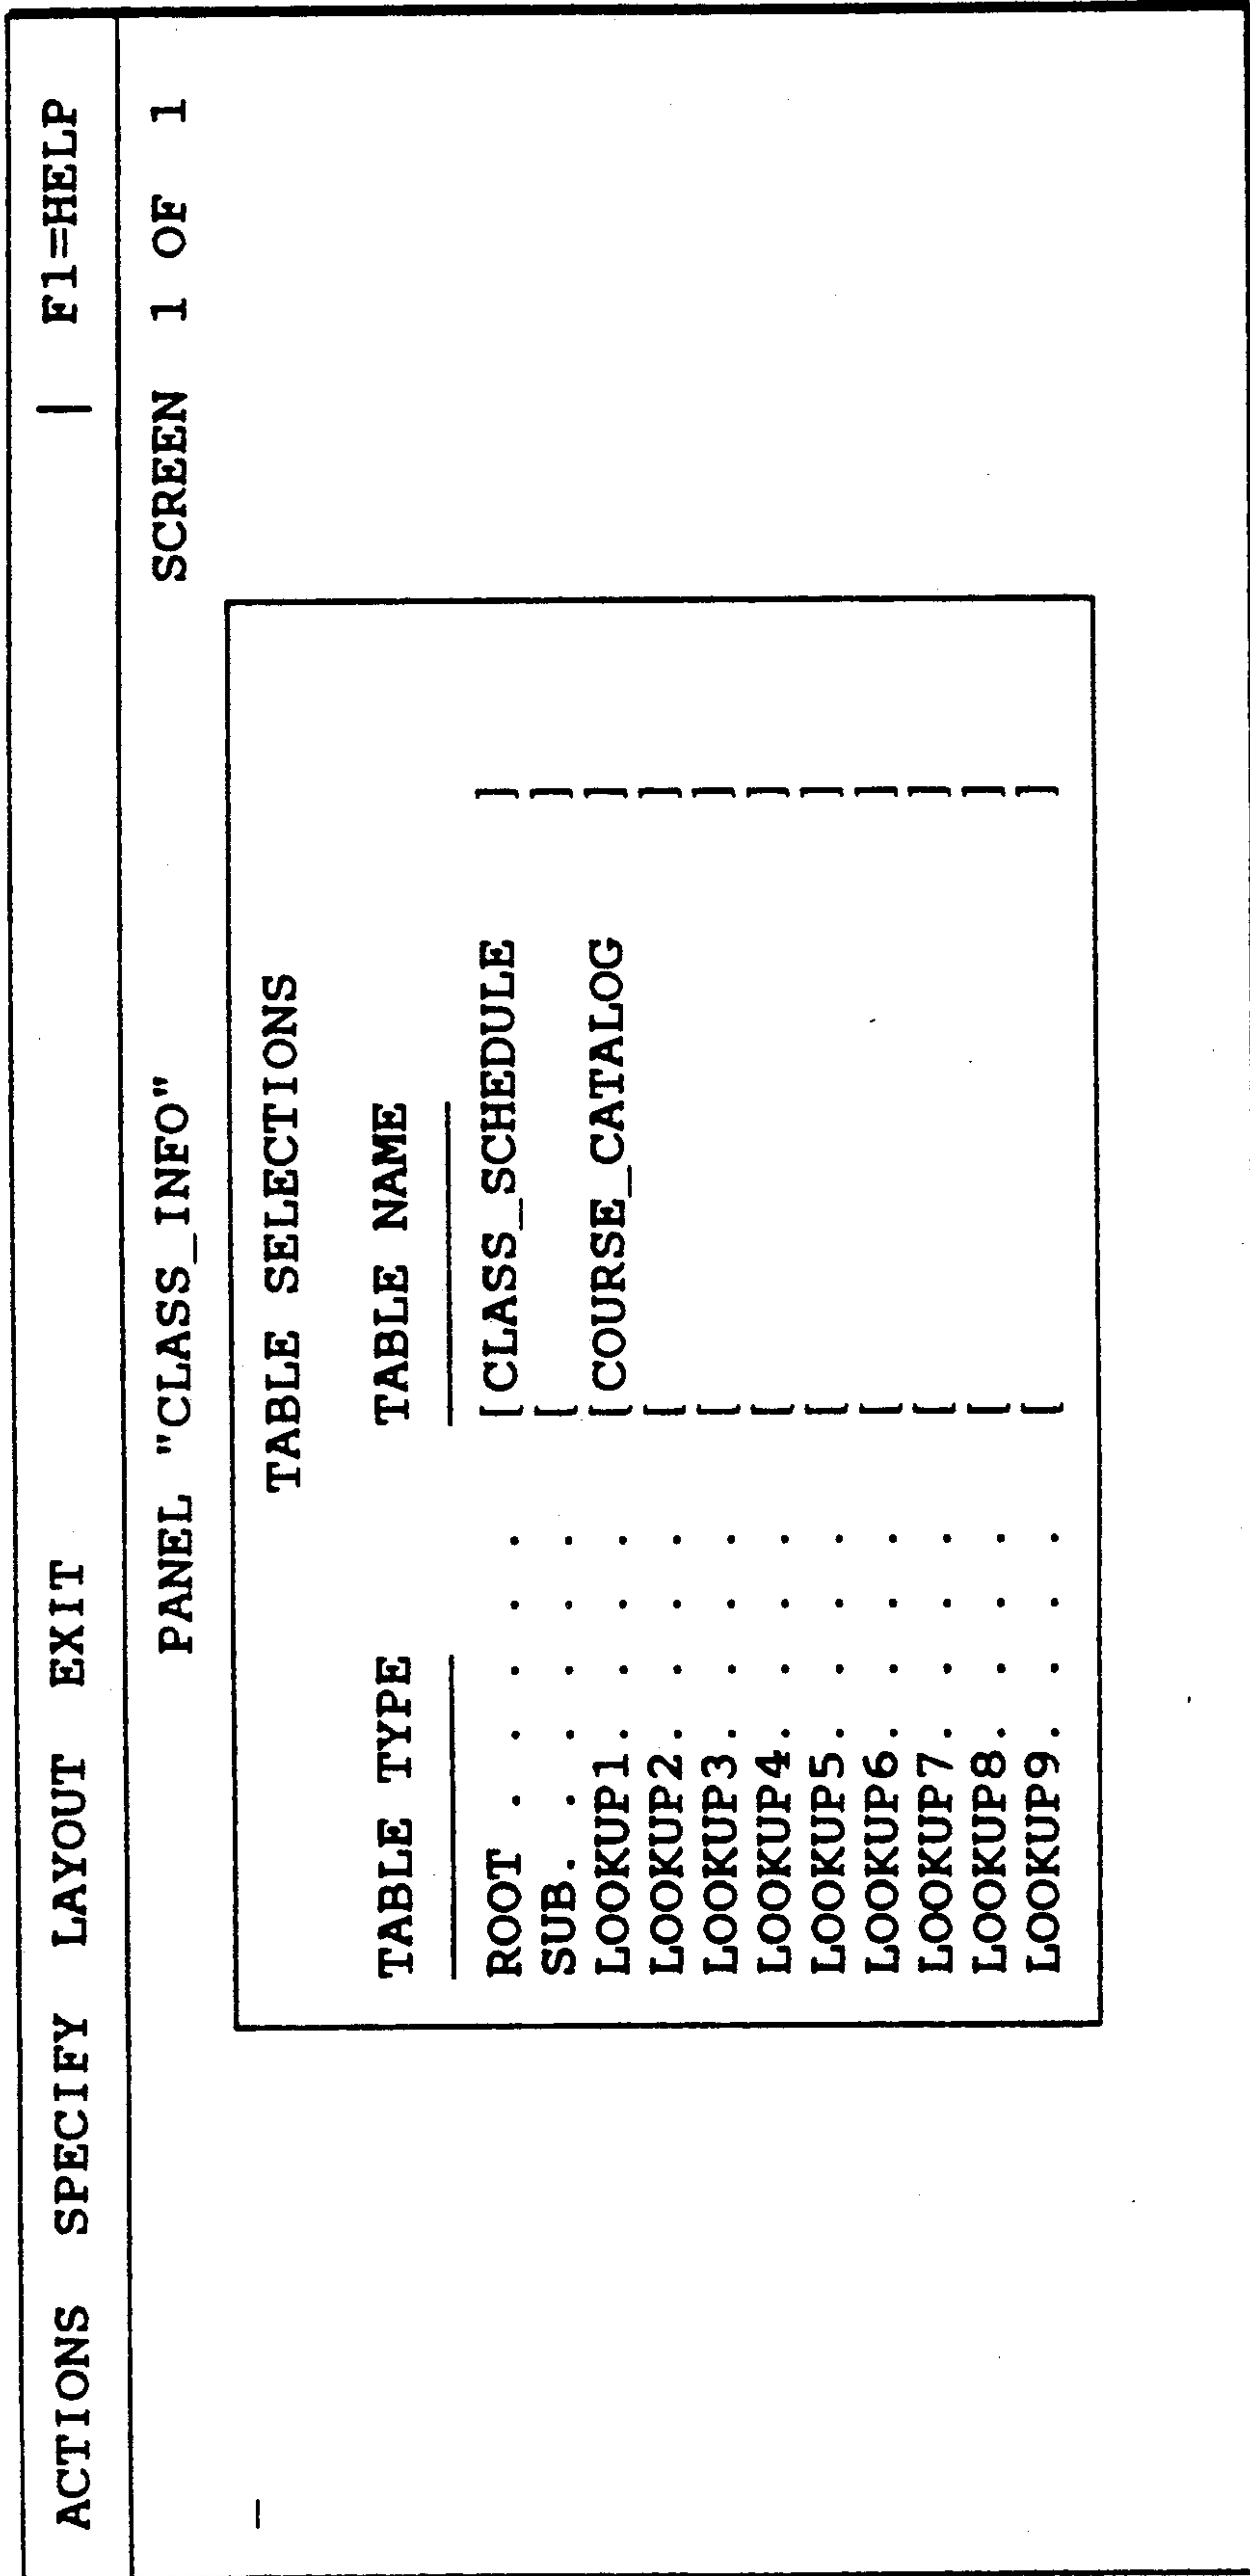 ACTIONS SPECIFY LAYOUT EXIT | F1=HELP
PANEL "CLASS_INFO" SCREEN 1 OF 1
TABLE SELECTIONS
TABLE TYPE TABLE NAME
ROOT . . . . . [CLASS_SCHEDULE ]
SUB. . . . . . [ ]
LOOKUP1. . . . [COURSE_CATALOG ]
LOOKUP2. . . . [ ]
LOOKUP3. . . . [ ]
LOOKUP4. . . . [ ]
LOOKUP5. . . . [ ]
LOOKUP6. . . . [ ]
LOOKUP7. . . . [ ]
LOOKUP8. . . . [ ]
LOOKUP9. . . . [ ]